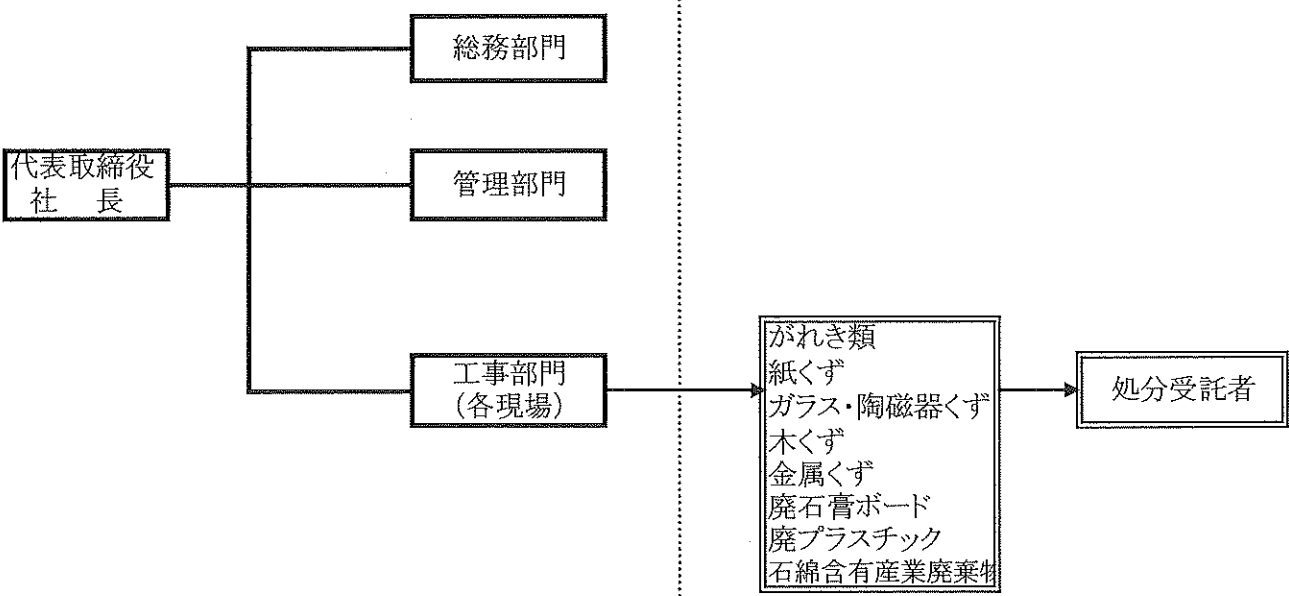 総務部門
代表取締役
社　長
管理部門
工事部門
(各現場)
がれき類
紙くず
ガラス・陶磁器くず
木くず
金属くず
廃石膏ボード
廃プラスチック
石綿含有産業廃棄物
処分受託者